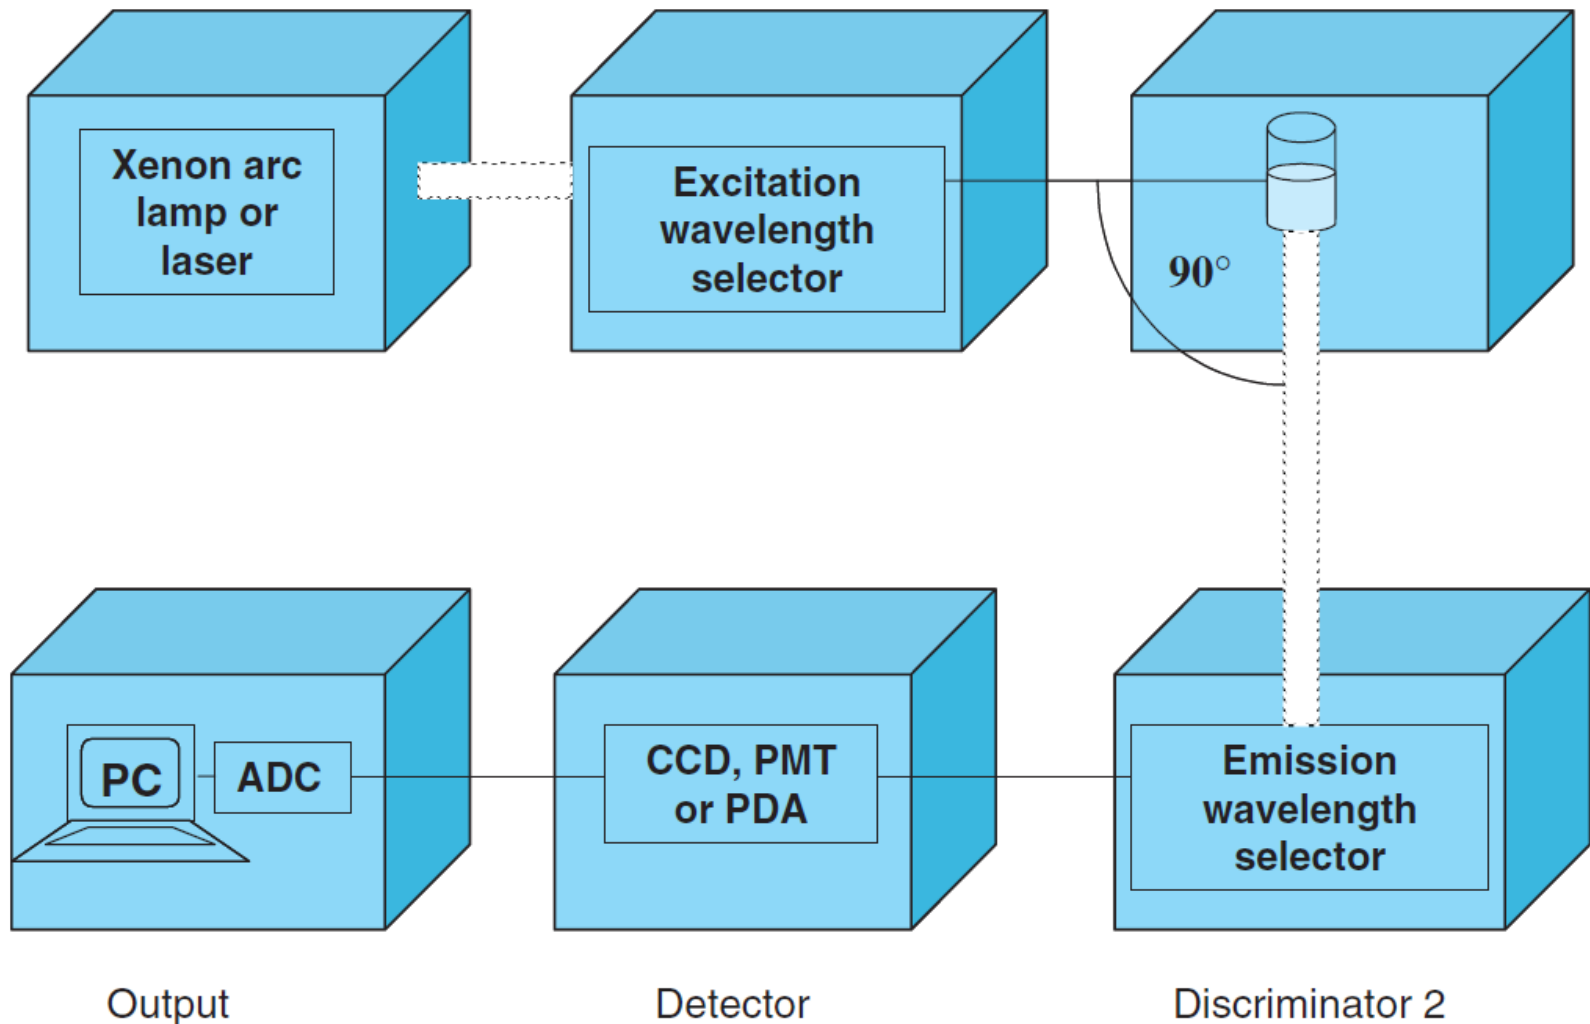 Xenon arc
lamp or
laser
Excitation
wavelength
selector
90°
PC
ADC
CCD, PMT
or PDA
Emission
wavelength
selector
Output
Detector
Discriminator 2